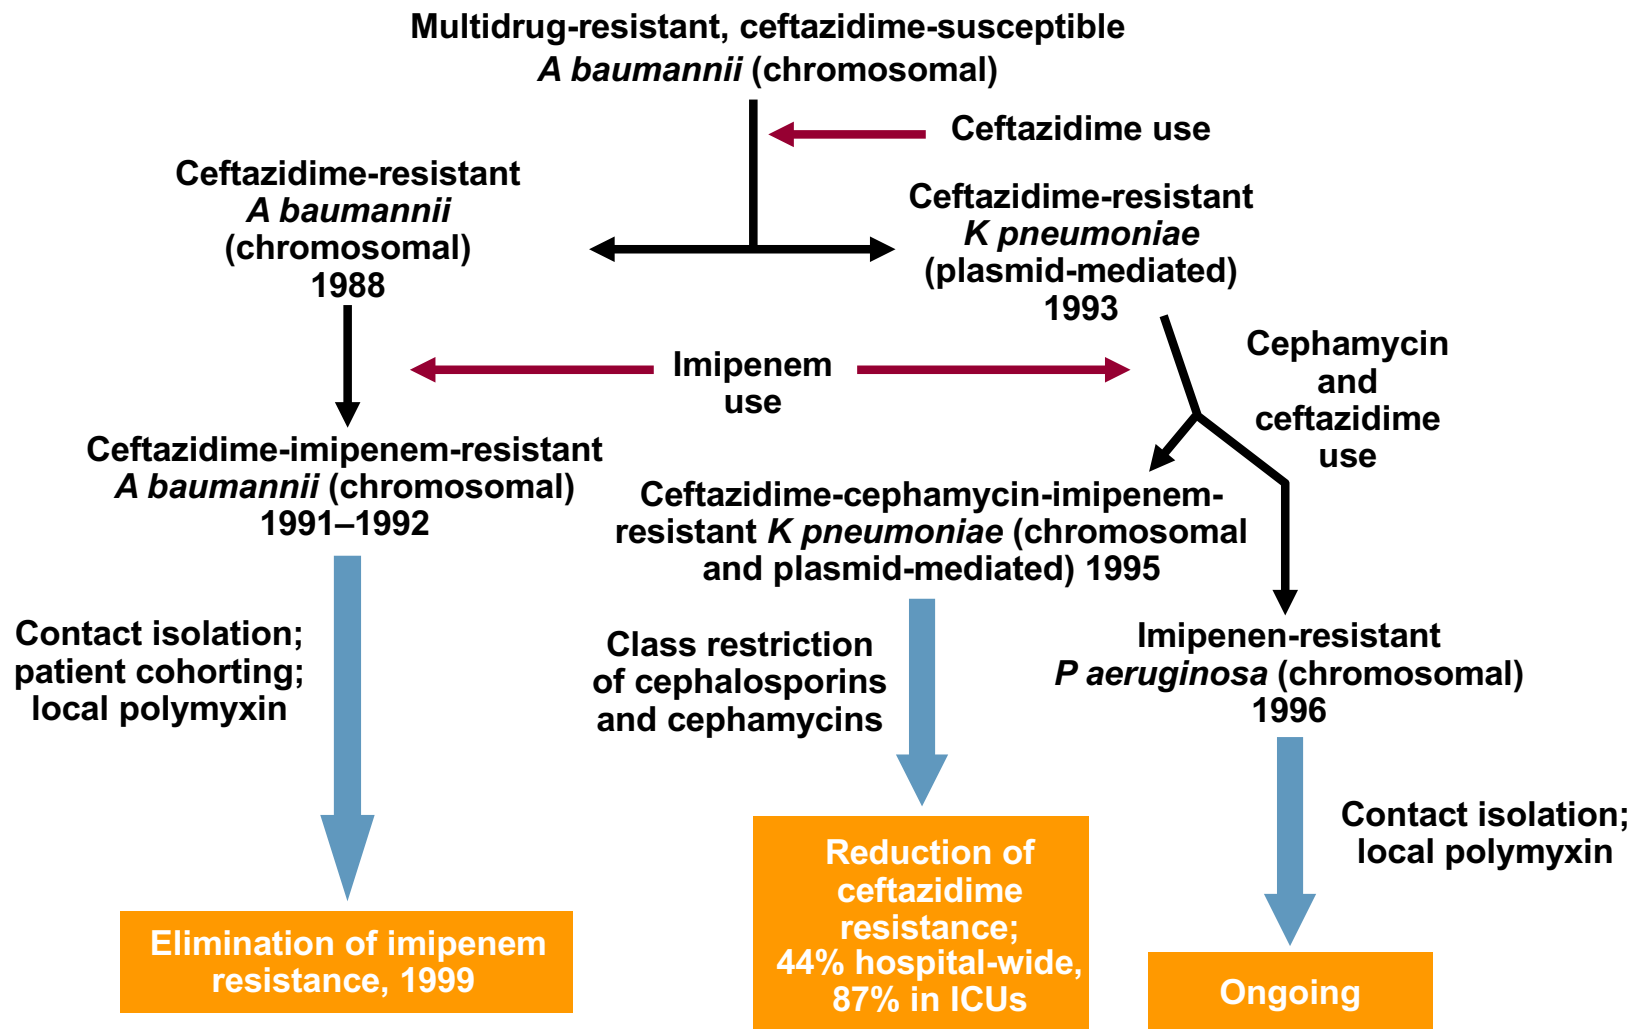 Multidrug-resistant, ceftazidime-susceptible
A baumannii (chromosomal)
Ceftazidime use
Ceftazidime-resistant
A baumannii
(chromosomal)
1988
Ceftazidime-resistant
K pneumoniae
(plasmid-mediated)
1993
Imipenem
use
Cephamycin
and
ceftazidime
use
Ceftazidime-imipenem-resistant
A baumannii (chromosomal)
1991–1992
Ceftazidime-cephamycin-imipenem-
resistant K pneumoniae (chromosomal
and plasmid-mediated) 1995
Imipenen-resistant
P aeruginosa (chromosomal)
1996
Contact isolation;
patient cohorting;
local polymyxin
Class restriction
of cephalosporins
and cephamycins
Contact isolation;
local polymyxin
Elimination of imipenem
resistance, 1999
Reduction of
ceftazidime
resistance;
44% hospital-wide,
87% in ICUs
Ongoing